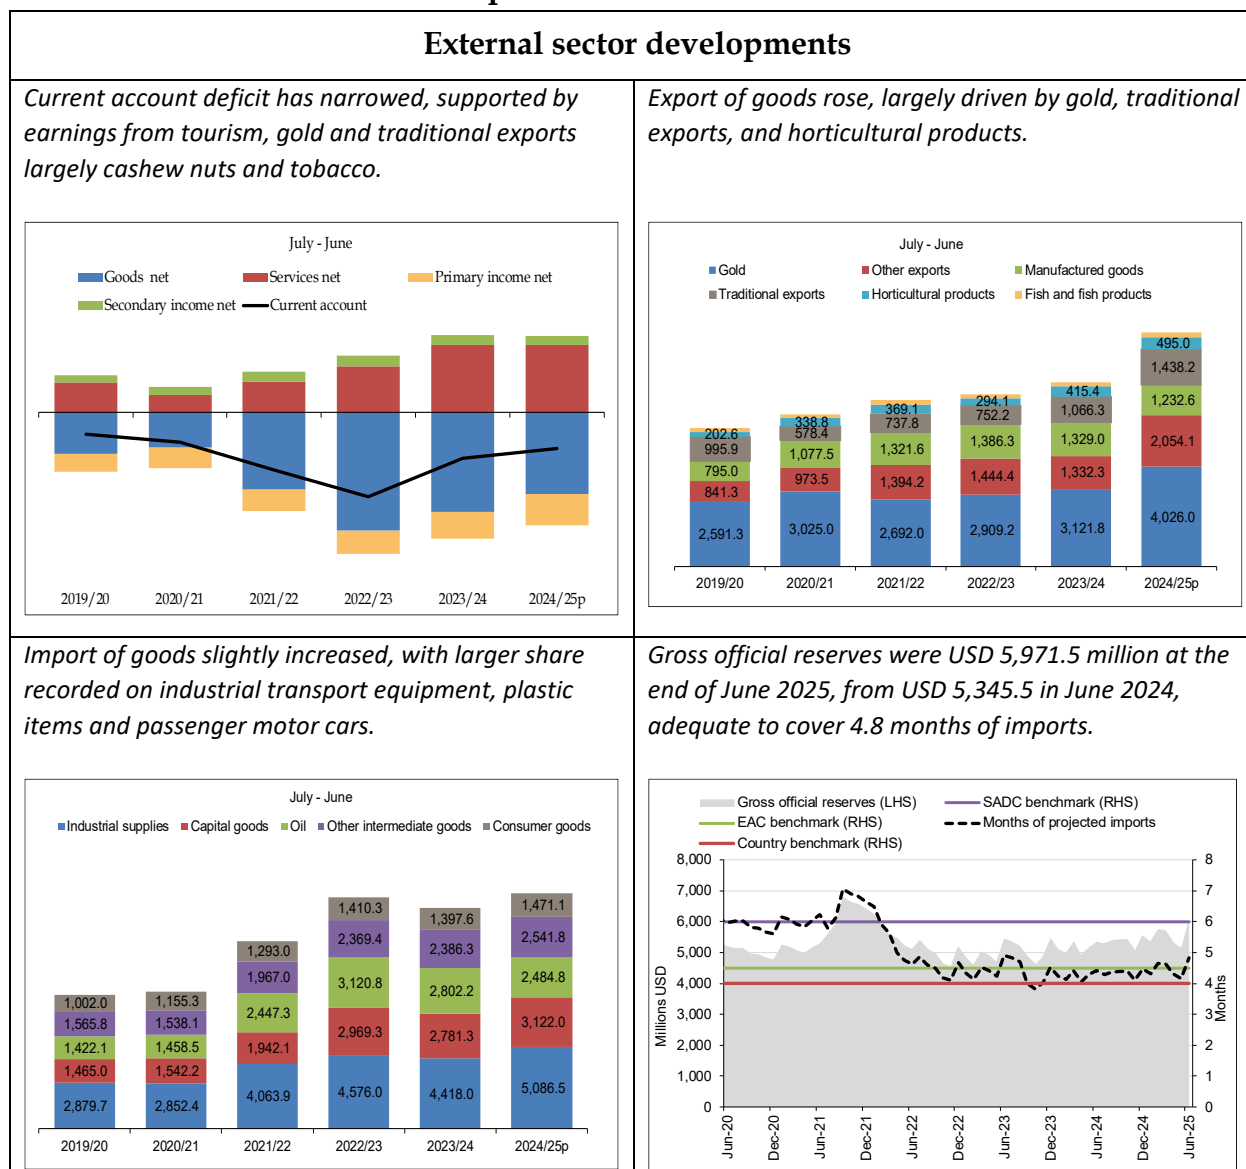 External sector developments
Current account deficit has narrowed, supported by
earnings from tourism, gold and traditional exports
largely cashew nuts and tobacco.
July - June
Goods net Services net Primary income net
Secondary income net Current account
2019/20 2020/21 2021/22 2022/23 2023/24 2024/25p
Export of goods rose, largely driven by gold, traditional
exports, and horticultural products.
July - June
Gold Other exports Manufactured goods
Traditional exports Horticultural products Fish and fish products
202.6 338.8 369.1 294.1 415.4 495.0
995.9 578.4 737.8 752.2 1,066.3 1,438.2
795.0 1,077.5 1,321.6 1,386.3 1,329.0 1,232.6
841.3 973.5 1,394.2 1,444.4 1,332.3 2,054.1
2,591.3 3,025.0 2,692.0 2,909.2 3,121.8 4,026.0
2019/20 2020/21 2021/22 2022/23 2023/24 2024/25p
Import of goods slightly increased, with larger share
recorded on industrial transport equipment, plastic
items and passenger motor cars.
July - June
Industrial supplies Capital goods Oil Other intermediate goods Consumer goods
1,002.0 1,155.3 1,293.0 1,410.3 1,397.6 1,471.1
1,565.8 1,538.1 1,967.0 2,369.4 2,386.3 2,541.8
1,422.1 1,458.5 2,447.3 3,120.8 2,802.2 2,484.8
1,465.0 1,542.2 1,942.1 2,969.3 2,781.3 3,122.0
2,879.7 2,852.4 4,063.9 4,576.0 4,418.0 5,086.5
2019/20 2020/21 2021/22 2022/23 2023/24 2024/25p
Gross official reserves were USD 5,971.5 million at the
end of June 2025, from USD 5,345.5 in June 2024,
adequate to cover 4.8 months of imports.
Gross official reserves (LHS) SADC benchmark (RHS)
EAC benchmark (RHS) Months of projected imports
Country benchmark (RHS)
8,000 8
7,000 7
6,000 6
5,000 5
4,000 4
3,000 3
2,000 2
1,000 1
0 0
Millions USD
Months
Jun-20 Dec-20 Jun-21 Dec-21 Jun-22 Dec-22 Jun-23 Dec-23 Jun-24 Dec-24 Jun-25